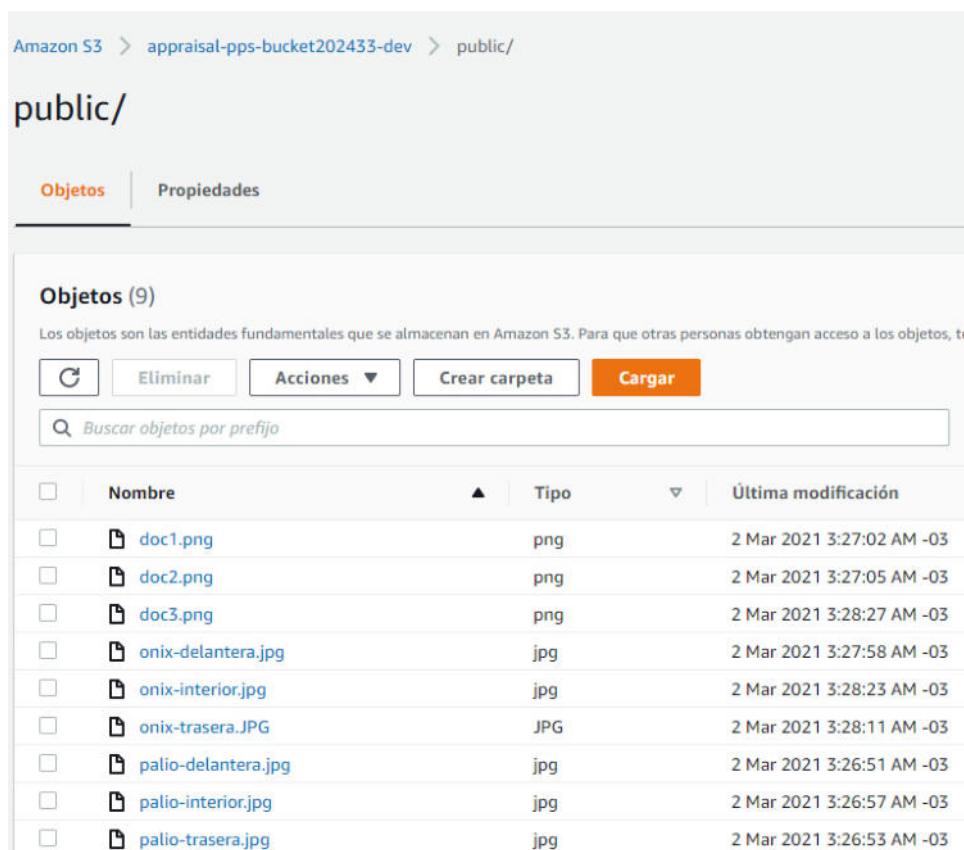 Amazon S3 > appraisal-pps-bucket202433-dev > public/
public/
Objetos Propiedades
Objetos (9)
Los objetos son las entidades fundamentales que se almacenan en Amazon S3. Para que otras personas obtengan acceso a los objetos, t
Eliminar Acciones ▼ Crear carpeta Cargar
Buscar objetos por prefijo
Nombre ▲ Tipo ▽ Última modificación
doc1.png png 2 Mar 2021 3:27:02 AM -03
doc2.png png 2 Mar 2021 3:27:05 AM -03
doc3.png png 2 Mar 2021 3:28:27 AM -03
onix-delantera.jpg jpg 2 Mar 2021 3:27:58 AM -03
onix-interior.jpg jpg 2 Mar 2021 3:28:23 AM -03
onix-trasera.JPG JPG 2 Mar 2021 3:28:11 AM -03
palio-delantera.jpg jpg 2 Mar 2021 3:26:51 AM -03
palio-interior.jpg jpg 2 Mar 2021 3:26:57 AM -03
palio-trasera.jpg jpg 2 Mar 2021 3:26:53 AM -03